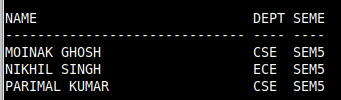 NAME DEPT SEME
------------------------------ ---- ----
MOINAK GHOSH CSE SEM5
NIKHIL SINGH ECE SEM5
PARIMAL KUMAR CSE SEM5